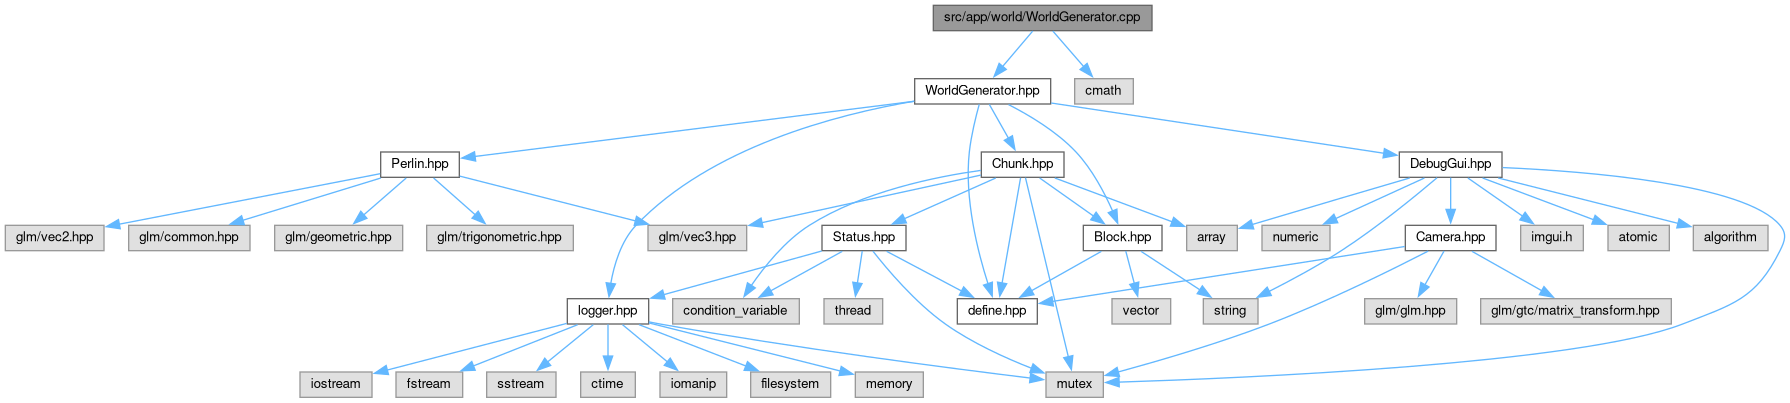 src/app/world/WorldGenerator.cpp
WorldGenerator.hpp
cmath
Perlin.hpp
Chunk.hpp
DebugGui.hpp
glm/vec2.hpp
glm/common.hpp
glm/geometric.hpp
glm/trigonometric.hpp
glm/vec3.hpp
Status.hpp
Block.hpp
array
numeric
Camera.hpp
imgui.h
atomic
algorithm
logger.hpp
condition_variable
thread
define.hpp
vector
string
glm/glm.hpp
glm/gtc/matrix_transform.hpp
iostream
fstream
sstream
ctime
iomanip
filesystem
memory
mutex